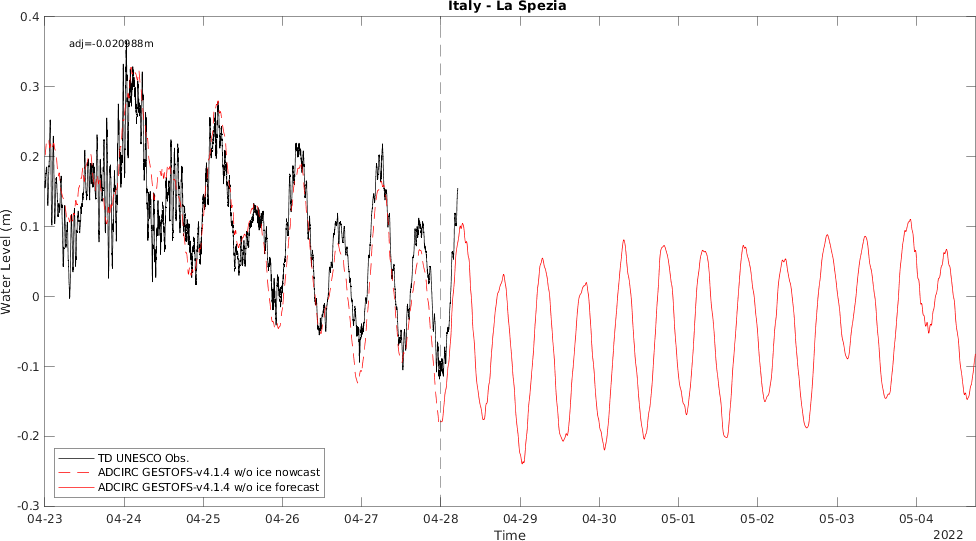 Italy - La Spezia
adj=-0.020988m
0.4
0.3
0.2
0.1
0
-0.1
-0.2
-0.3
Water Level (m)
TD UNESCO Obs.
ADCIRC GESTOFS-v4.1.4 w/o ice nowcast
ADCIRC GESTOFS-v4.1.4 w/o ice forecast
04-23 04-24 04-25 04-26 04-27 04-28 04-29 04-30 05-01 05-02 05-03 05-04
Time
2022